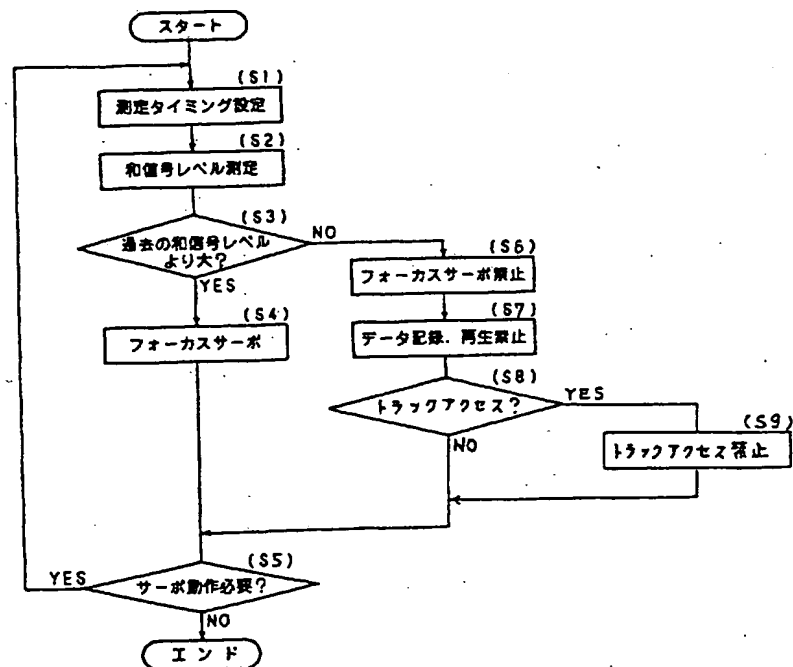 スタート
(S1)
測定タイミング設定
(S2)
和信号レベル測定
(S3)
過去の和信号レベル
より大?
NO
YES
(S4)
フォーカスサーボ
(S6)
フォーカスサーボ禁止
(S7)
データ記録．再生禁止
(S8)
トラックアクセス?
YES
NO
(S9)
トラックアクセス禁止
(S5)
サーボ動作必要?
YES
NO
エンド